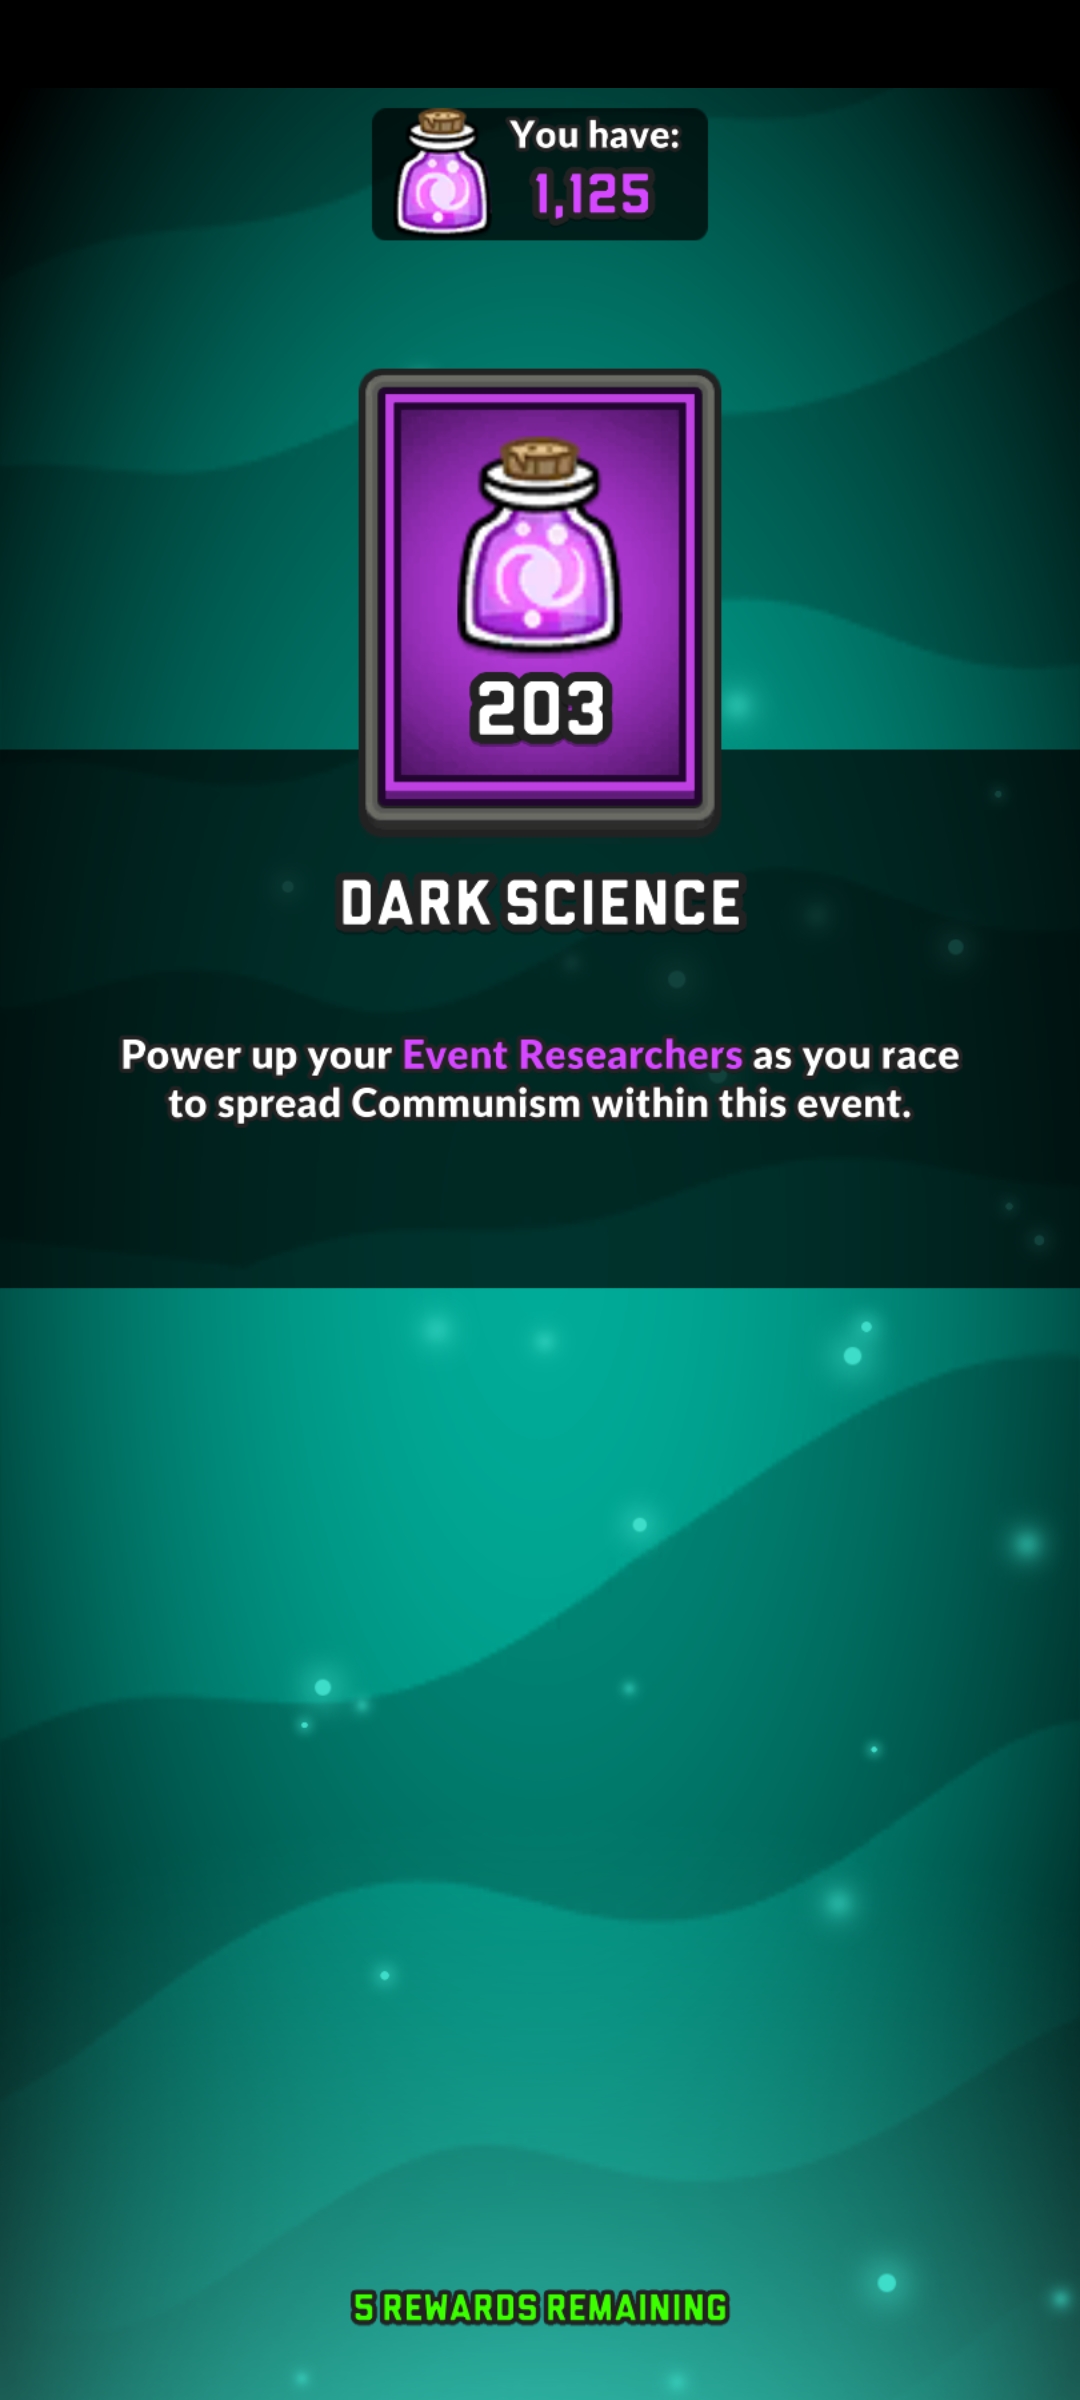 You have:
1,125
203
DARK SCIENCE
Power up your Event Researchers as you race
to spread Communism within this event.
5 REWARDS REMAINING